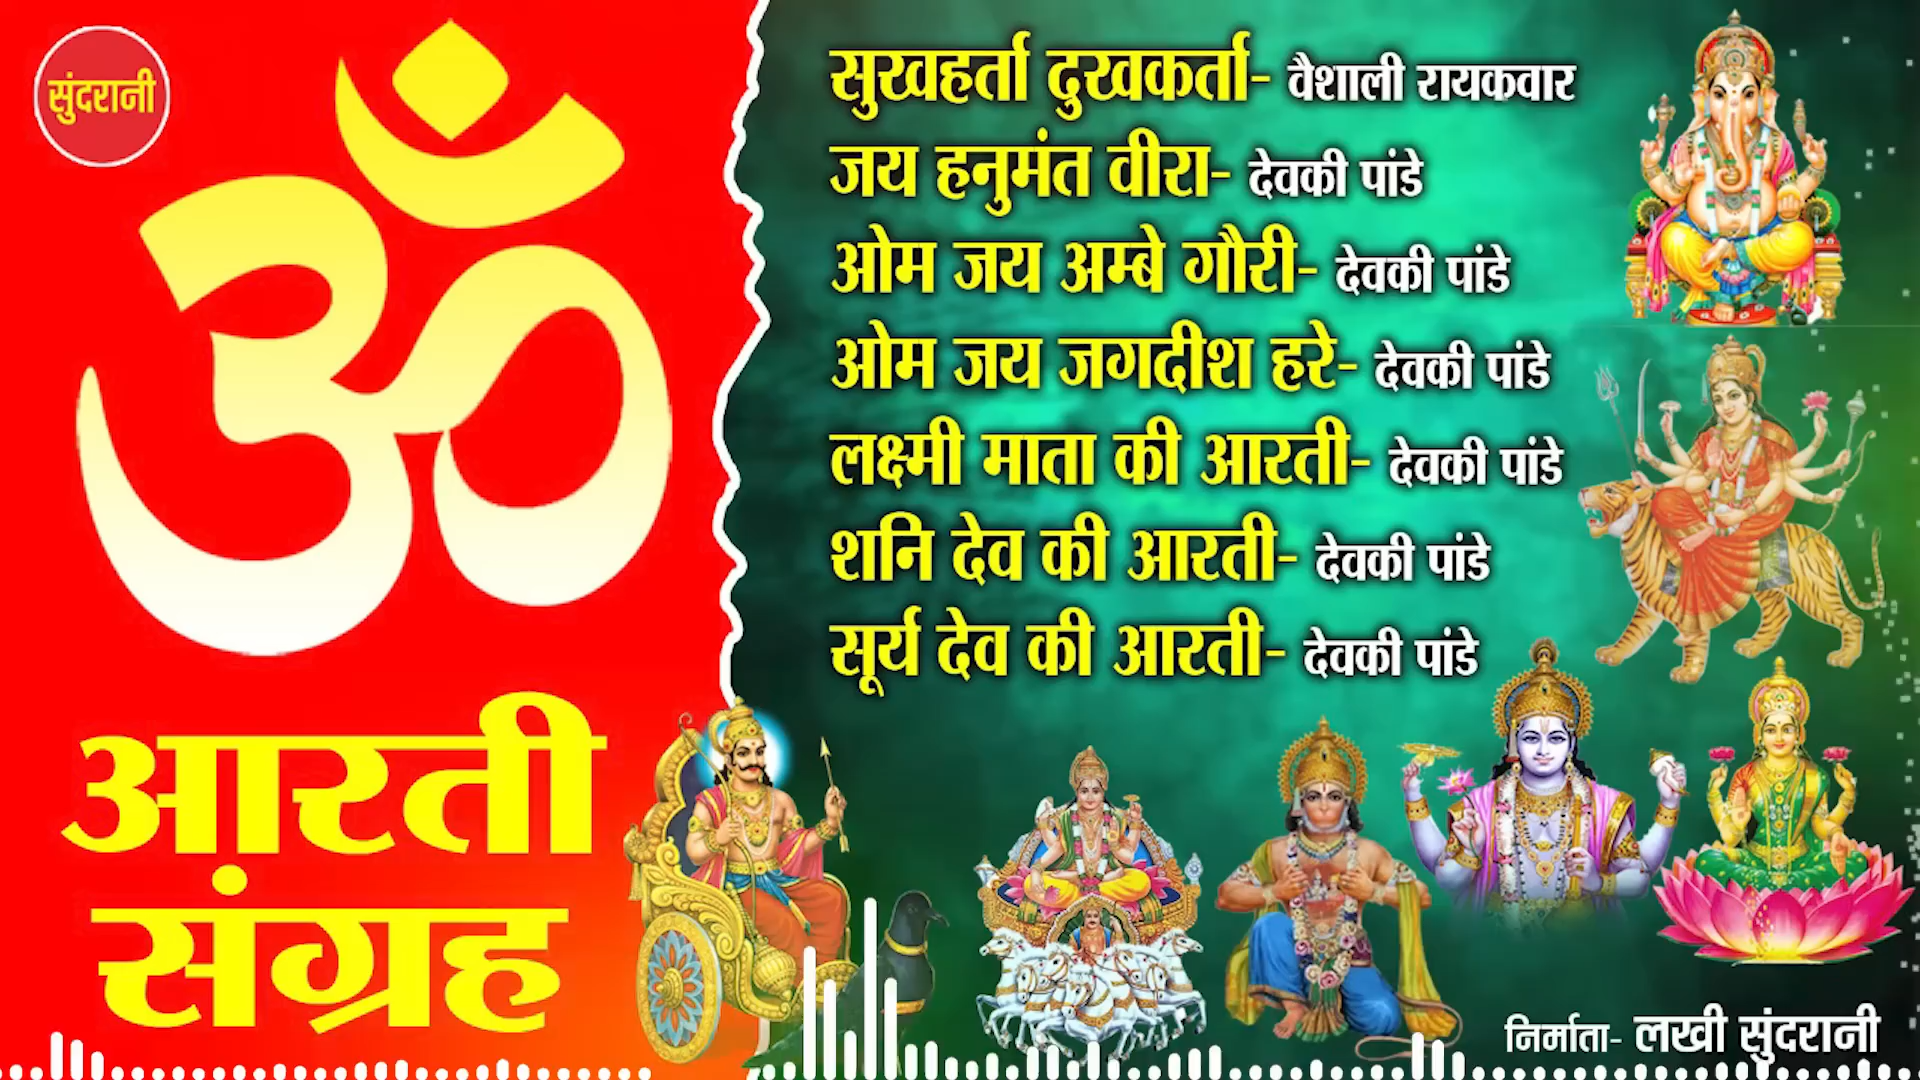 सुंदरानी
ॐ
आरती
संग्रह
सुखहर्ता दुखकर्ता- वैशाली रायकवार
जय हनुमंत वीरा- देवकी पांडे
ओम जय अम्बे गौरी- देवकी पांडे
ओम जय जगदीश हरे- देवकी पांडे
लक्ष्मी माता की आरती- देवकी पांडे
शनि देव की आरती- देवकी पांडे
सूर्य देव की आरती- देवकी पांडे
निर्माता- लखी सुंदरानी